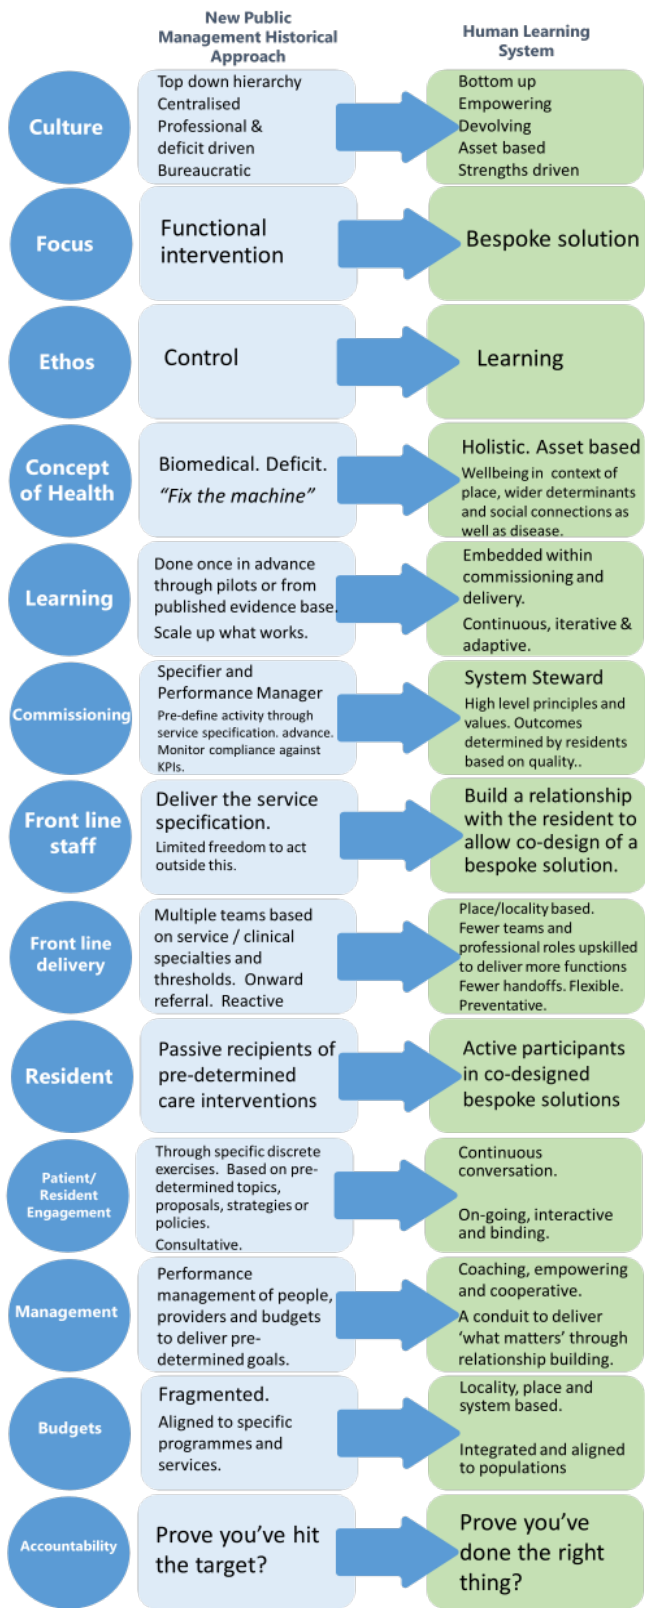 New Public
Management Historical
Approach
Human Learning
System
Culture
Top down hierarchy
Centralised
Professional &
deficit driven
Bureaucratic
Bottom up
Empowering
Devolving
Asset based
Strengths driven
Focus
Functional
intervention
Bespoke solution
Ethos
Control
Learning
Concept
of Health
Biomedical. Deficit.
“Fix the machine”
Holistic. Asset based
Wellbeing in context of
place, wider determinants
and social connections as
well as disease.
Learning
Done once in advance
through pilots or from
published evidence base.
Scale up what works.
Embedded within
commissioning and
delivery.
Continuous, iterative &
adaptive.
Commissioning
Specifier and
Performance Manager
Pre-define activity through
service specification. advance.
Monitor compliance against
KPIs.
System Steward
High level principles and
values. Outcomes
determined by residents
based on quality..
Front line
staff
Deliver the service
specification.
Limited freedom to act
outside this.
Build a relationship
with the resident to
allow co-design of a
bespoke solution.
Front line
delivery
Multiple teams based
on service / clinical
specialties and
thresholds. Onward
referral. Reactive
Place/locality based.
Fewer teams and
professional roles upskilled
to deliver more functions
Fewer handoffs. Flexible.
Preventative.
Resident
Passive recipients of
pre-determined
care interventions
Active participants
in co-designed
bespoke solutions
Patient/
Resident
Engagement
Through specific discrete
exercises. Based on pre-
determined topics,
proposals, strategies or
policies.
Consultative.
Continuous
conversation.
On-going, interactive
and binding.
Management
Performance
management of people,
providers and budgets
to deliver pre-
determined goals.
Coaching, empowering
and cooperative.
A conduit to deliver
‘what matters’ through
relationship building.
Budgets
Fragmented.
Aligned to specific
programmes and
services.
Locality, place and
system based.
Integrated and aligned
to populations
Accountability
Prove you’ve hit
the target?
Prove you’ve
done the right
thing?